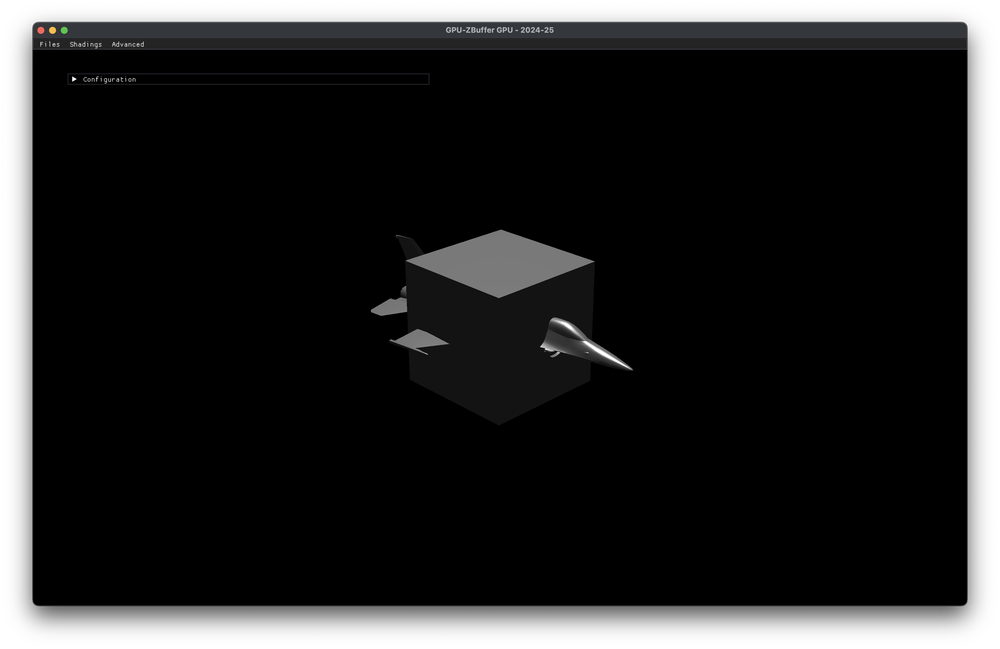 GPU-ZBuffer GPU - 2024-25
Files Shadings Advanced
Configuration